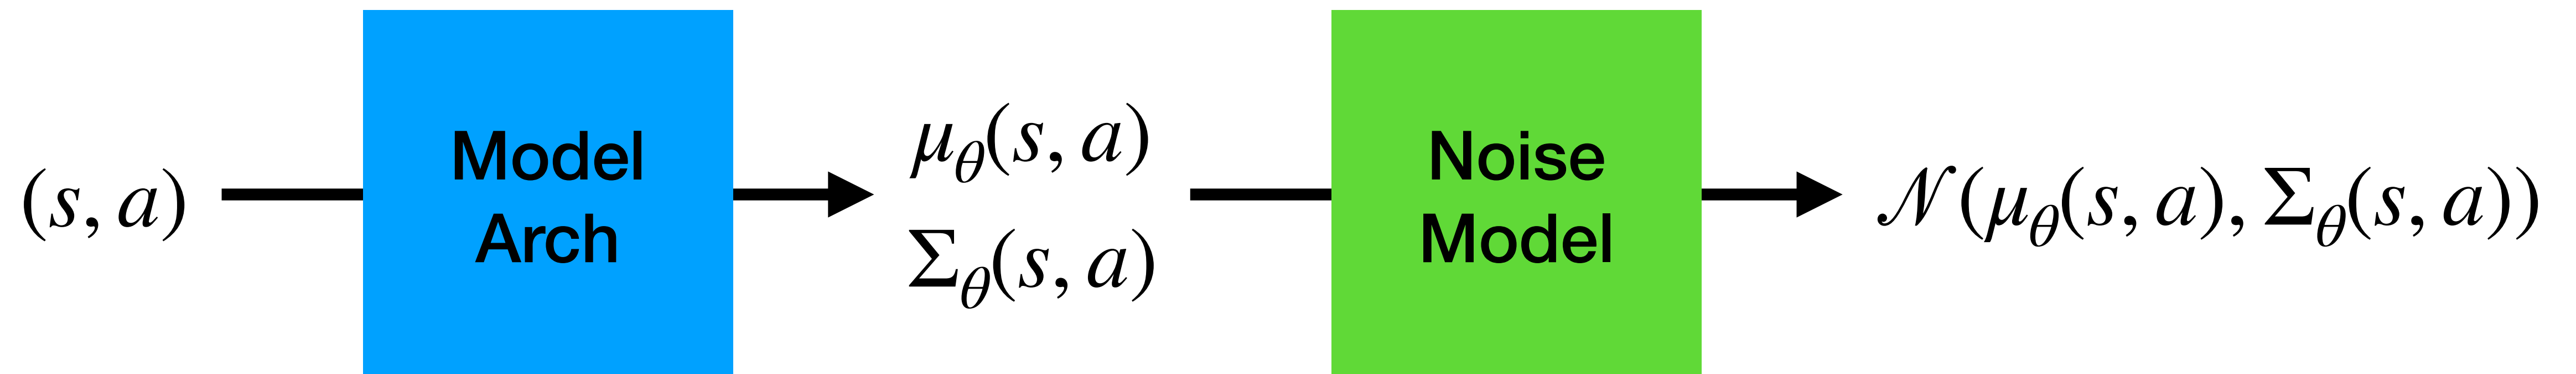 (s, a)
Model
Arch
μθ(s, a)
Σθ(s, a)
Noise
Model
𝒩(μθ(s, a), Σθ(s, a))